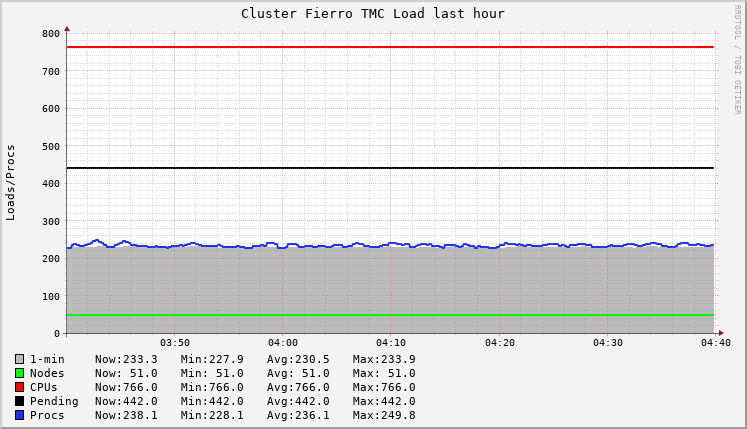 Cluster Fierro TMC Load last hour
RRDTOOL / TOBI OETIKER
Loads/Procs
800
700
600
500
400
300
200
100
0
03:50 04:00 04:10 04:20 04:30 04:40
1-min Now:233.3 Min:227.9 Avg:230.5 Max:233.9
Nodes Now: 51.0 Min: 51.0 Avg: 51.0 Max: 51.0
CPUs Now:766.0 Min:766.0 Avg:766.0 Max:766.0
Pending Now:442.0 Min:442.0 Avg:442.0 Max:442.0
Procs Now:238.1 Min:228.1 Avg:236.1 Max:249.8